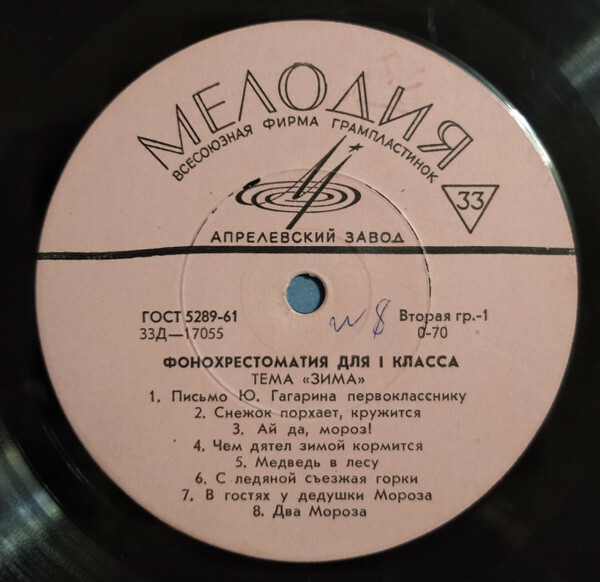 МЕЛОДИЯ
ВСЕСОЮЗНАЯ ФИРМА ГРАМПЛАСТИНОК
33
АПРЕЛЕВСКИЙ ЗАВОД
ГОСТ 5289-61
Вторая гр.-1
33Д—17055
0-70
№ 8
ФОНОХРЕСТОМАТИЯ ДЛЯ I КЛАССА
ТЕМА «ЗИМА»
1. Письмо Ю. Гагарина первокласснику
2. Снежок порхает, кружится
3. Ай да, мороз!
4. Чем дятел зимой кормится
5. Медведь в лесу
6. С ледяной съезжая горки
7. В гостях у дедушки Мороза
8. Два Мороза